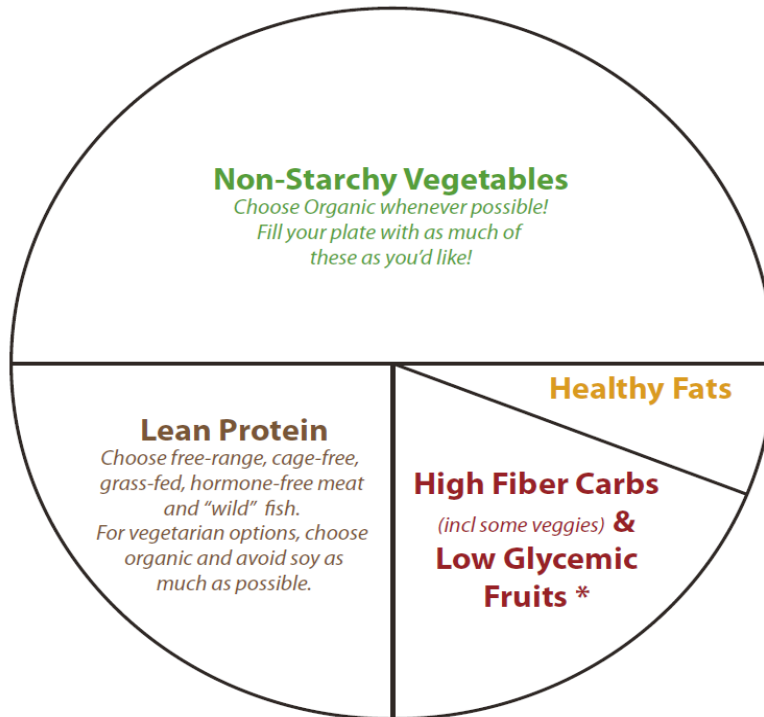 Non-Starchy Vegetables
Choose Organic whenever possible!
Fill your plate with as much of
these as you'd like!
Healthy Fats
Lean Protein
Choose free-range, cage-free,
grass-fed, hormone-free meat
and “wild” fish.
For vegetarian options, choose
organic and avoid soy as
much as possible.
High Fiber Carbs
(incl some veggies) &
Low Glycemic
Fruits *